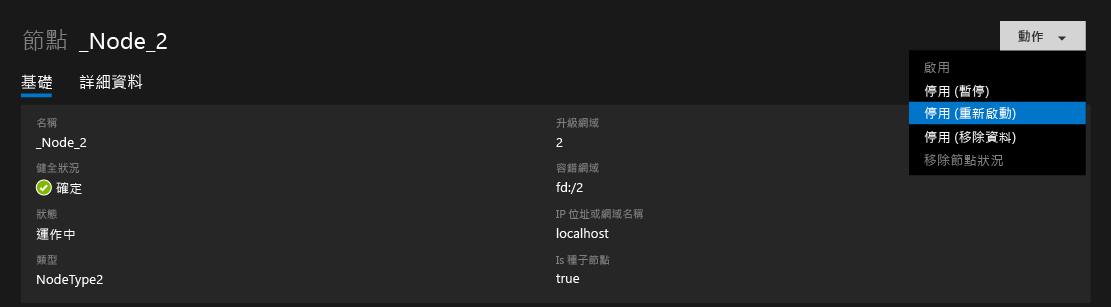 節點 _Node_2
動作
基礎 詳細資料
啟用
停用 (暫停)
停用 (重新啟動)
停用 (移除資料)
移除節點狀況
名稱
_Node_2
健全狀況
確定
狀態
運作中
類型
NodeType2
升級網域
2
容錯網域
fd:/2
IP 位址或網域名稱
localhost
Is 種子節點
true